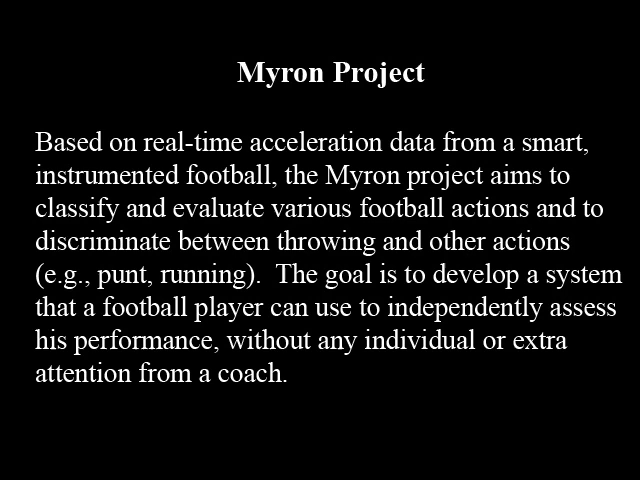 Myron Project
Based on real-time acceleration data from a smart,
instrumented football, the Myron project aims to
classify and evaluate various football actions and to
discriminate between throwing and other actions
(e.g., punt, running).  The goal is to develop a system
that a football player can use to independently assess
his performance, without any individual or extra
attention from a coach.